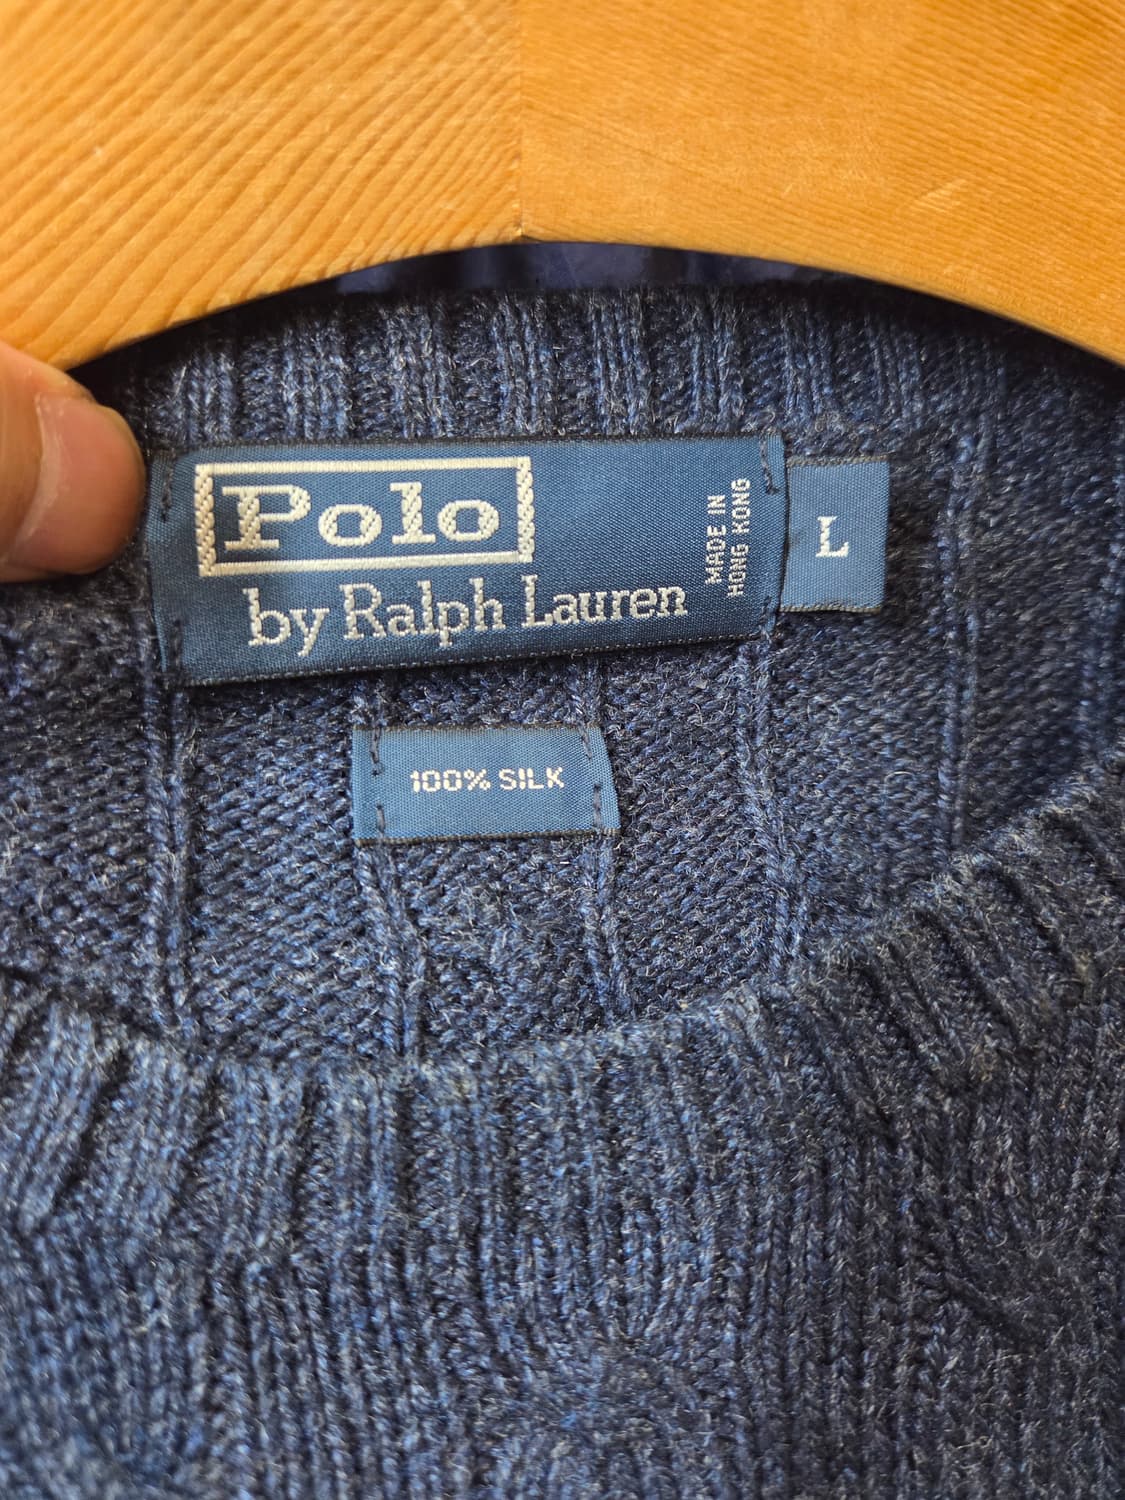 Polo
by Ralph Lauren
MADE IN
HONG KONG
L
100% SILK